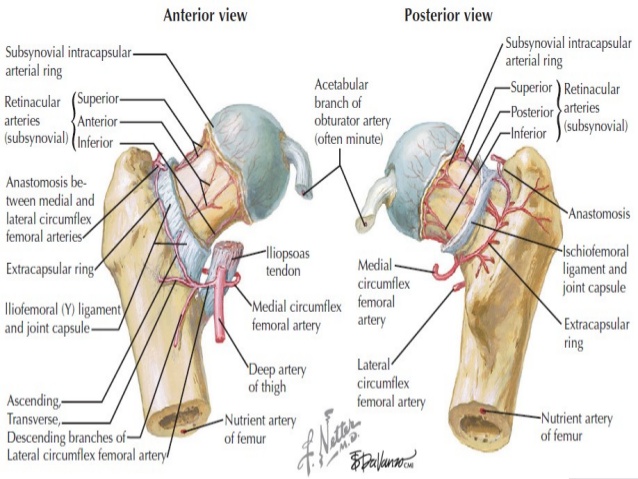 Anterior view
Posterior view
Subsynovial intracapsular
arterial ring
Retinacular
arteries
(subsynovial)
Superior
Anterior
Inferior
Anastomosis be-
tween medial and
lateral circumflex
femoral arteries
Extracapsular ring
Iliofemoral (Y) ligament
and joint capsule
Ascending,
Transverse,
Descending branches of
Lateral circumflex femoral artery
Acetabular
branch of
obturator artery
(often minute)
Iliopsoas
tendon
Medial circumflex
femoral artery
Deep artery
of thigh
Nutrient artery
of femur
Subsynovial intracapsular
arterial ring
Superior
Posterior
Inferior
Retinacular
arteries
(subsynovial)
Anastomosis
Ischiofemoral
ligament and
joint capsule
Extracapsular
ring
Medial
circumflex
femoral
artery
Lateral
circumflex
femoral artery
Nutrient artery
of femur
F. Netter
M.D.